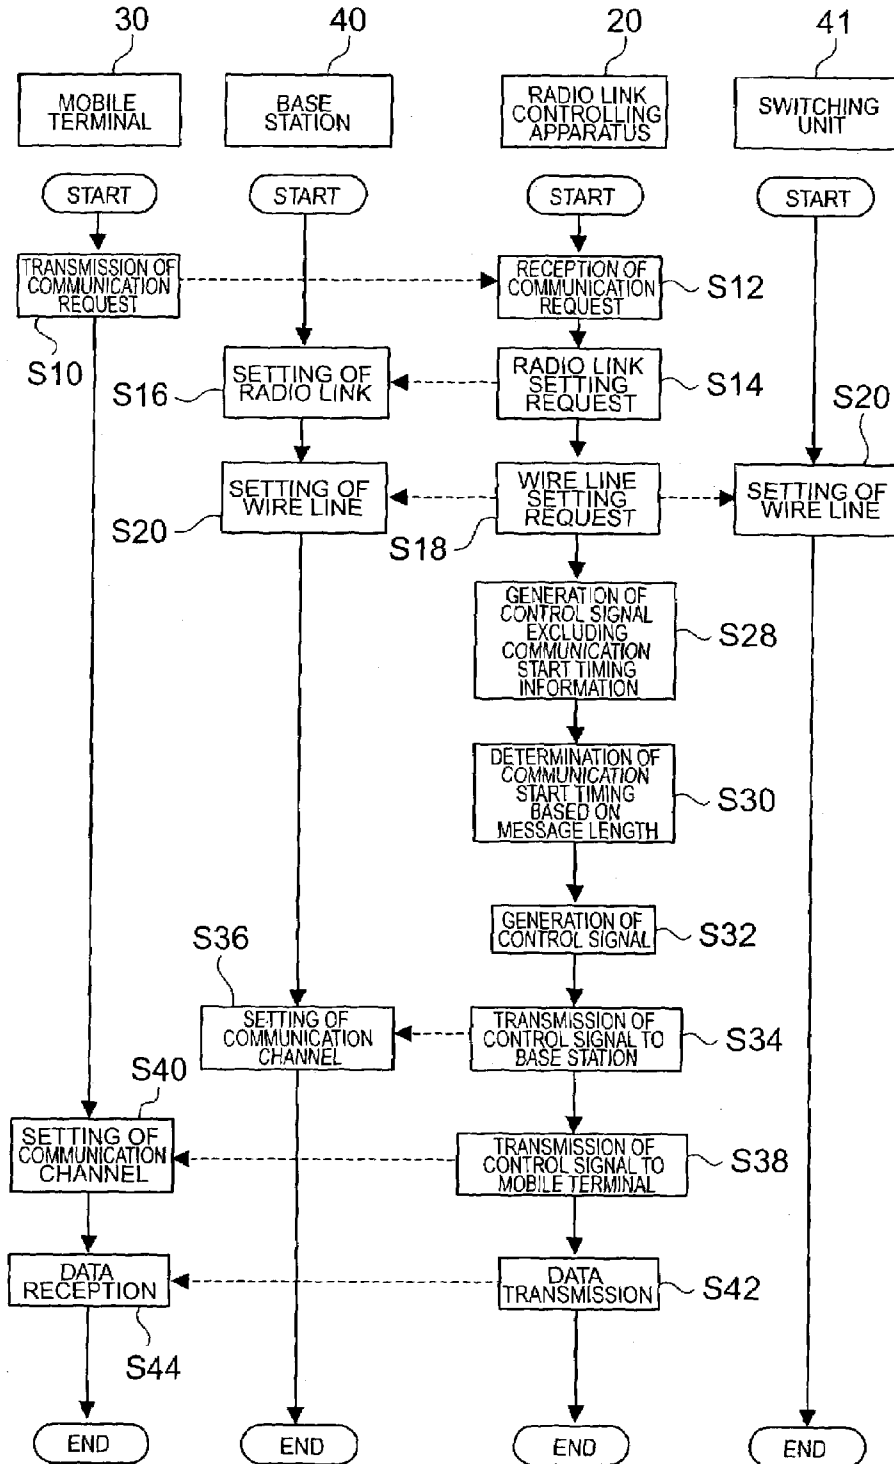 30
40
20
41
MOBILE
TERMINAL
BASE
STATION
RADIO LINK
CONTROLLING
APPARATUS
SWITCHING
UNIT
START
START
START
START
TRANSMISSION OF
COMMUNICATION
REQUEST
S10
RECEPTION OF
COMMUNICATION
REQUEST
S12
SETTING OF
RADIO LINK
S16
RADIO LINK
SETTING
REQUEST
S14
S20
SETTING OF
WIRE LINE
S20
WIRE LINE
SETTING
REQUEST
S18
SETTING OF
WIRE LINE
GENERATION OF
CONTROL SIGNAL
EXCLUDING
COMMUNICATION
START TIMING
INFORMATION
S28
DETERMINATION OF
COMMUNICATION
START TIMING
BASED ON
MESSAGE LENGTH
S30
GENERATION OF
CONTROL SIGNAL
S32
S36
SETTING OF
COMMUNICATION
CHANNEL
TRANSMISSION OF
CONTROL SIGNAL TO
BASE STATION
S34
S40
SETTING OF
COMMUNICATION
CHANNEL
TRANSMISSION OF
CONTROL SIGNAL TO
MOBILE TERMINAL
S38
DATA
RECEPTION
S44
DATA
TRANSMISSION
S42
END
END
END
END